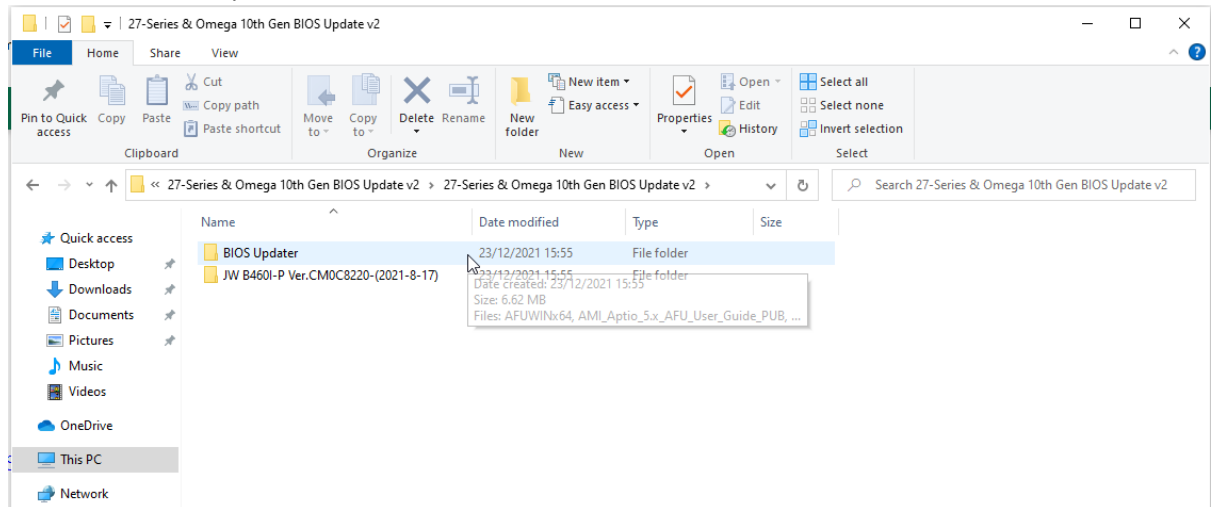 27-Series & Omega 10th Gen BIOS Update v2
File Home Share View
Pin to Quick access
Copy
Paste
Cut
Copy path
Paste shortcut
Clipboard
Move to
Copy to
Delete
Rename
Organize
New folder
New item
Easy access
New
Properties
Open
Edit
History
Open
Select all
Select none
Invert selection
Select
« 27-Series & Omega 10th Gen BIOS Update v2 › 27-Series & Omega 10th Gen BIOS Update v2 ›
Search 27-Series & Omega 10th Gen BIOS Update v2
Quick access
Desktop
Downloads
Documents
Pictures
Music
Videos
OneDrive
This PC
Network
Name Date modified Type Size
BIOS Updater 23/12/2021 15:55 File folder
JW B460I-P Ver.CM0C8220-(2021-8-17) 23/12/2021 15:55 File folder
Date created: 23/12/2021 15:55
Size: 6.62 MB
Files: AFUWINx64, AMI_Aptio_5.x_AFU_User_Guide_PUB, ...